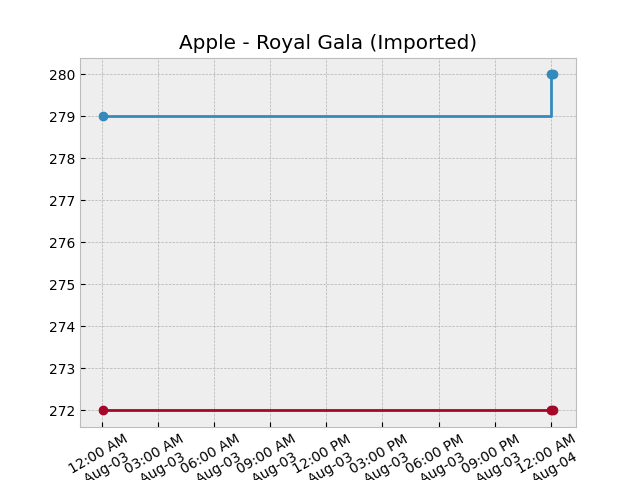 Apple - Royal Gala (Imported)
280
279
278
277
276
275
274
273
272
12:00 AM
Aug-03
03:00 AM
Aug-03
06:00 AM
Aug-03
09:00 AM
Aug-03
12:00 PM
Aug-03
03:00 PM
Aug-03
06:00 PM
Aug-03
09:00 PM
Aug-03
12:00 AM
Aug-04